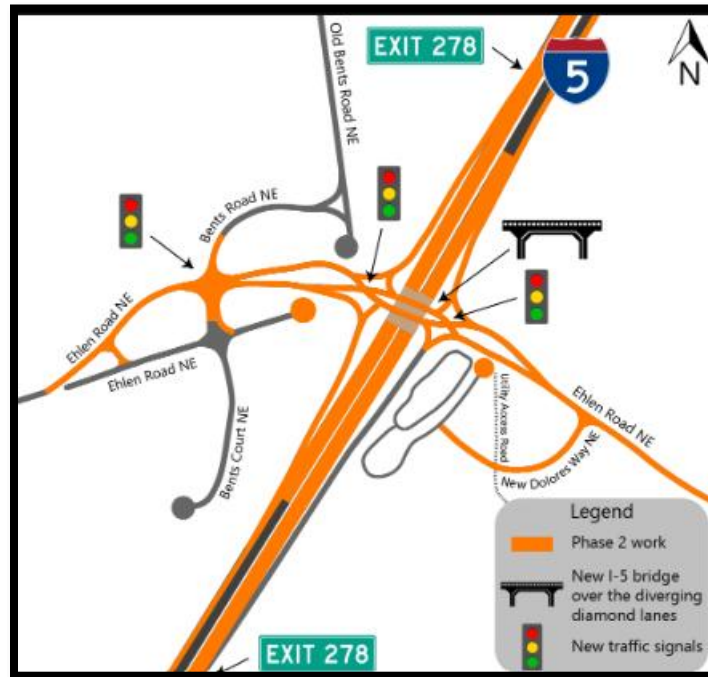 EXIT 278
5
N
Old Bents Road NE
Bents Road NE
Ehlen Road NE
Ehlen Road NE
Bents Court NE
Utility Access Road
Ehlen Road NE
New Dolores Way NE
Legend
Phase 2 work
New I-5 bridge
over the diverging
diamond lanes
New traffic signals
EXIT 278